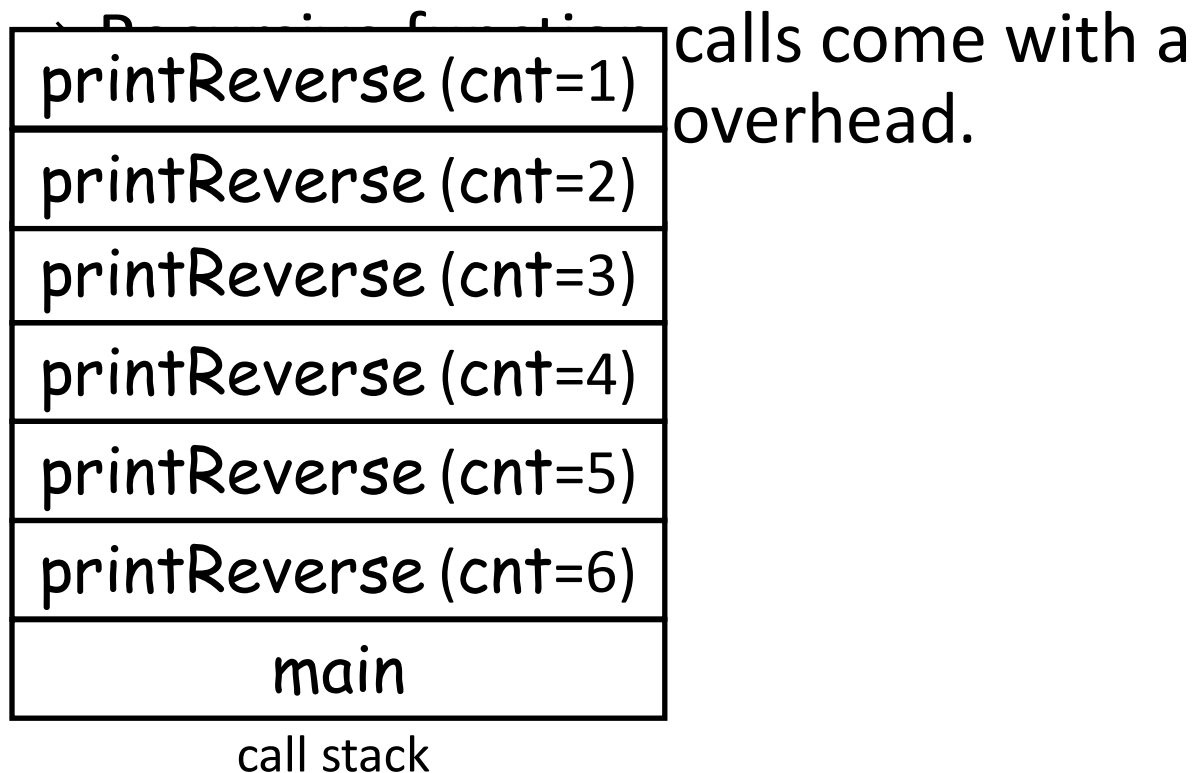 calls come with a
overhead.
printReverse (cnt=1)
printReverse (cnt=2)
printReverse (cnt=3)
printReverse (cnt=4)
printReverse (cnt=5)
printReverse (cnt=6)
main
call stack